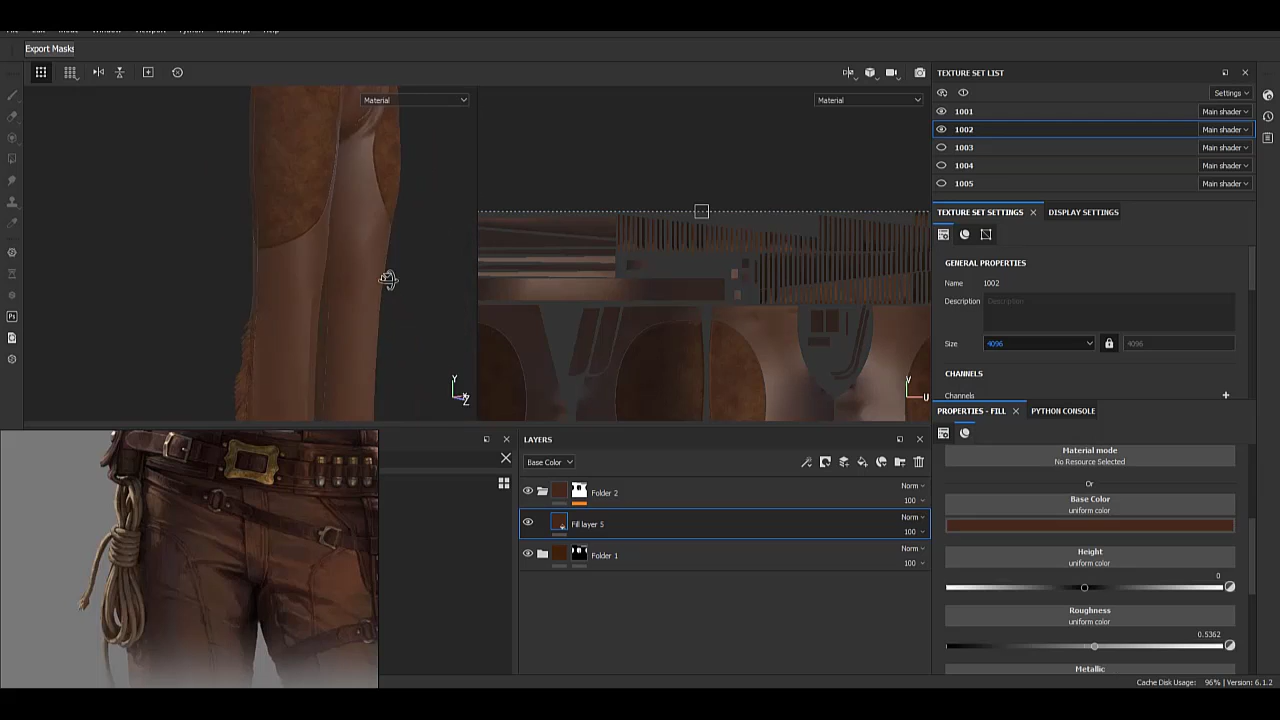 Export Masks
Material
Material
Y
Z
V
U
TEXTURE SET LIST
Settings
1001 Main shader
1002 Main shader
1003 Main shader
1004 Main shader
1005 Main shader
TEXTURE SET SETTINGS DISPLAY SETTINGS
GENERAL PROPERTIES
Name 1002
Description Description
Size 4096 4096
CHANNELS
Channels
PROPERTIES - FILL PYTHON CONSOLE
Material mode
No Resource Selected
Or
Base Color
uniform color
Height
uniform color
0
Roughness
uniform color
0.5362
Metallic
Ps
LAYERS
Base Color
Folder 2 Norm
100
Fill layer 5 Norm
100
Folder 1 Norm
100
Cache Disk Usage: 96% | Version: 6.1.2